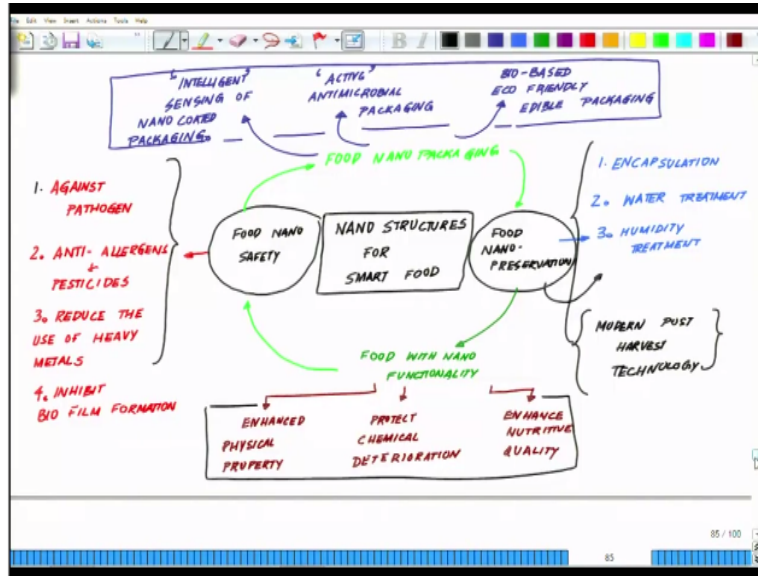 File Edit View Insert Actions Tools Help
B I
"INTELLIGENT"
SENSING OF
NANO COATED
PACKAGING.
"ACTIVE"
ANTIMICROBIAL
PACKAGING
BIO-BASED
ECO FRIENDLY
EDIBLE PACKAGING
FOOD NANO PACKAGING
1. AGAINST
PATHOGEN
2. ANTI-ALLERGENS
&
PESTICIDES
3. REDUCE THE
USE OF HEAVY
METALS
4. INHIBIT
BIO FILM FORMATION
FOOD NANO
SAFETY
NANO STRUCTURES
FOR
SMART FOOD
FOOD
NANO-
PRESERVATION
1. ENCAPSULATION
2. WATER TREATMENT
3. HUMIDITY
TREATMENT
MODERN POST
HARVEST
TECHNOLOGY
FOOD WITH NANO
FUNCTIONALITY
ENHANCED
PHYSICAL
PROPERTY
PROTECT
CHEMICAL
DETERIORATION
ENHANCE
NUTRITIVE
QUALITY
85 / 100
85